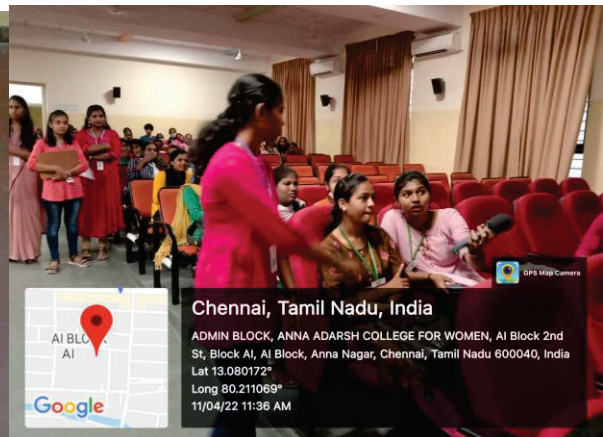 GPS Map Camera
AI BLOCK
AI
Google
Chennai, Tamil Nadu, India
ADMIN BLOCK, ANNA ADARSH COLLEGE FOR WOMEN, AI Block 2nd
St, Block AI, AI Block, Anna Nagar, Chennai, Tamil Nadu 600040, India
Lat 13.080172°
Long 80.211069°
11/04/22 11:36 AM